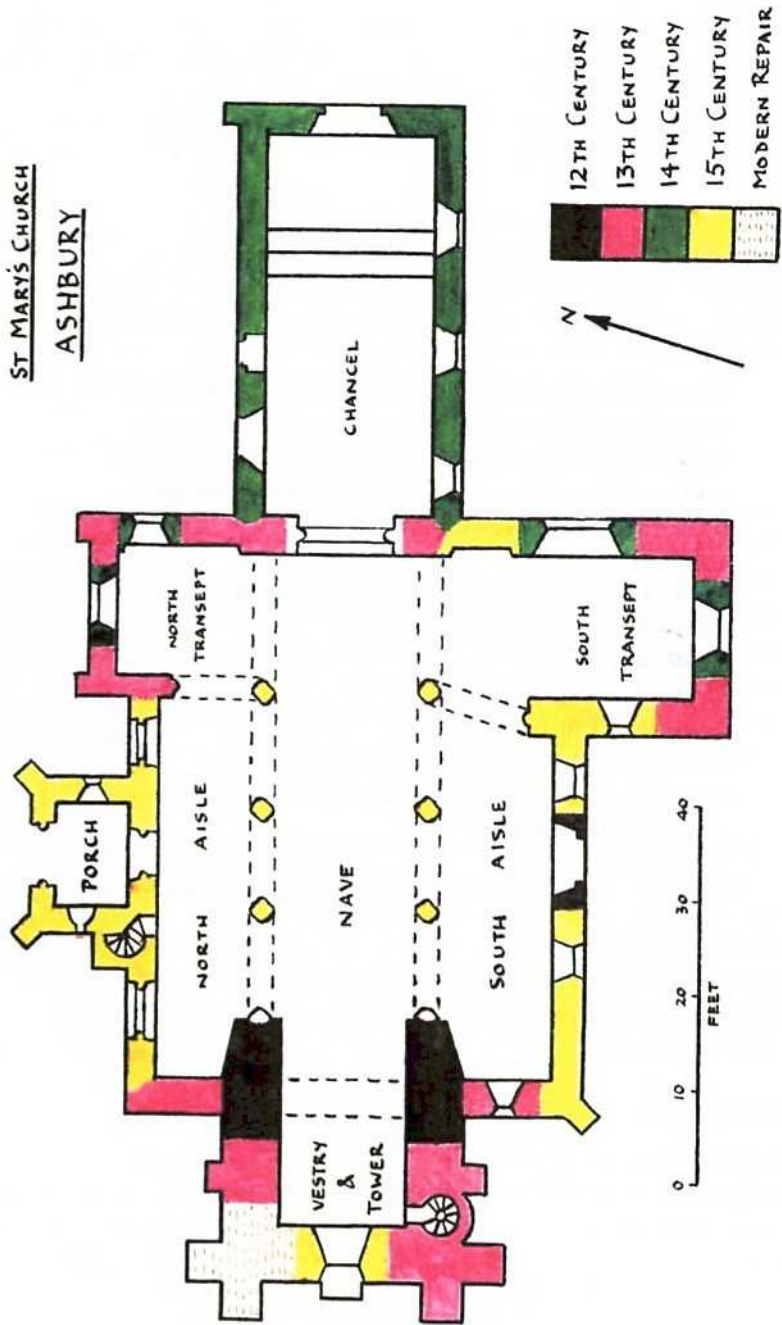 ST MARY'S CHURCH
ASHBURY
NORTH
TRANSEPT
CHANCEL
PORCH
NORTH AISLE
NAVE
SOUTH AISLE
SOUTH
TRANSEPT
VESTRY
&
TOWER
N
12TH CENTURY
13TH CENTURY
14TH CENTURY
15TH CENTURY
MODERN REPAIR
0 10 20 30 40
FEET